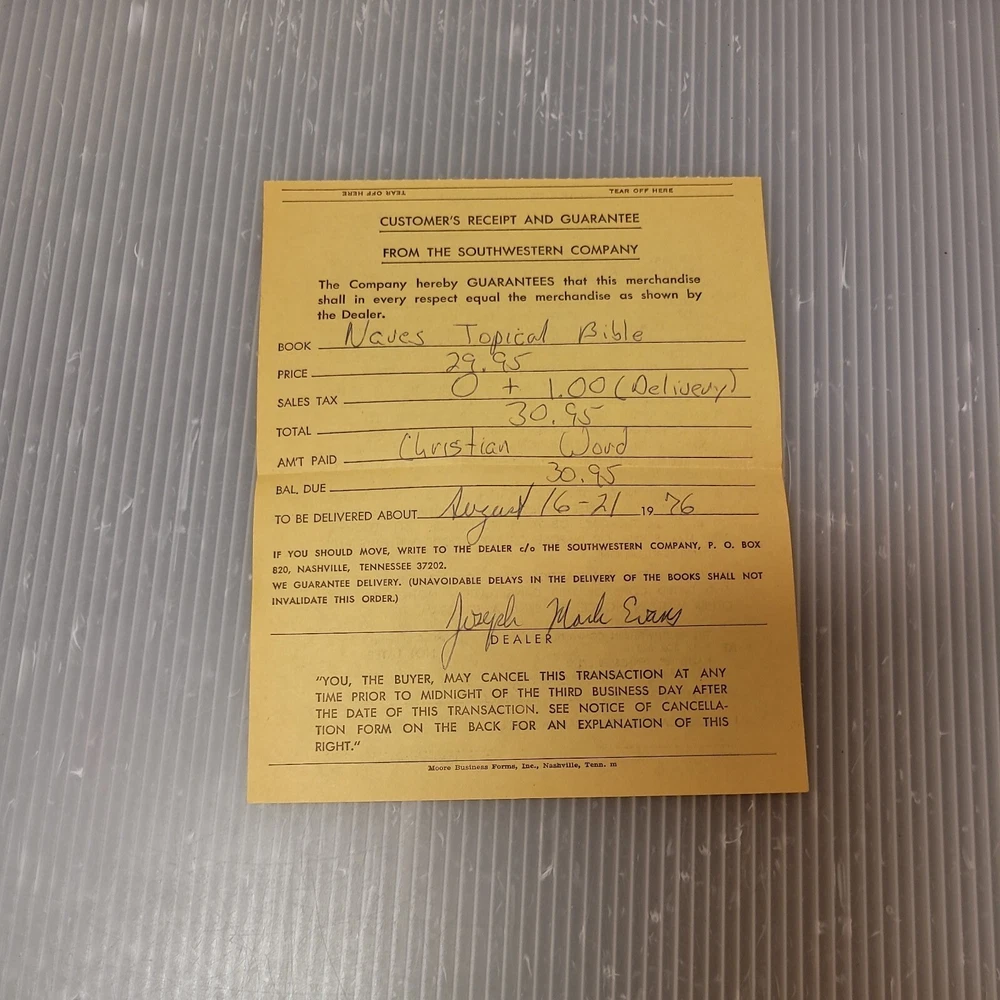 TEAR OFF HERE TEAR OFF HERE
CUSTOMER'S RECEIPT AND GUARANTEE
FROM THE SOUTHWESTERN COMPANY
The Company hereby GUARANTEES that this merchandise
shall in every respect equal the merchandise as shown by
the Dealer.
BOOK Naves Topical Bible
PRICE 29.95
SALES TAX 0 + 1.00 (Delivery)
TOTAL 30.95
AM'T PAID Christian Word
BAL, DUE 30.95
TO BE DELIVERED ABOUT August 16-21 1976
IF YOU SHOULD MOVE, WRITE TO THE DEALER c/o THE SOUTHWESTERN COMPANY, P. O. BOX
820, NASHVILLE, TENNESSEE 37202.
WE GUARANTEE DELIVERY. (UNAVOIDABLE DELAYS IN THE DELIVERY OF THE BOOKS SHALL NOT
INVALIDATE THIS ORDER.)
Joseph Mark Evans
DEALER
"YOU, THE BUYER, MAY CANCEL THIS TRANSACTION AT ANY
TIME PRIOR TO MIDNIGHT OF THE THIRD BUSINESS DAY AFTER
THE DATE OF THIS TRANSACTION. SEE NOTICE OF CANCELLA-
TION FORM ON THE BACK FOR AN EXPLANATION OF THIS
RIGHT."
Moore Business Forms, Inc., Nashville, Tenn. m